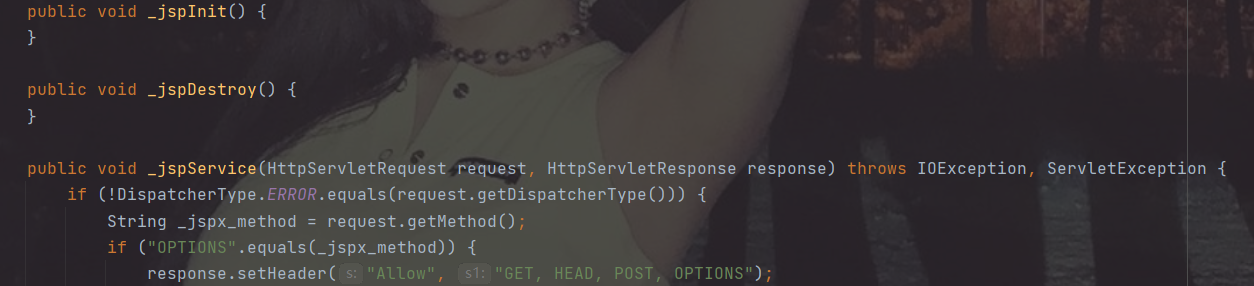 public void _jspInit() {
}
public void _jspDestroy() {
}
public void _jspService(HttpServletRequest request, HttpServletResponse response) throws IOException, ServletException {
if (!DispatcherType.ERROR.equals(request.getDispatcherType())) {
String _jspx_method = request.getMethod();
if ("OPTIONS".equals(_jspx_method)) {
response.setHeader( s: "Allow", s1: "GET, HEAD, POST, OPTIONS");